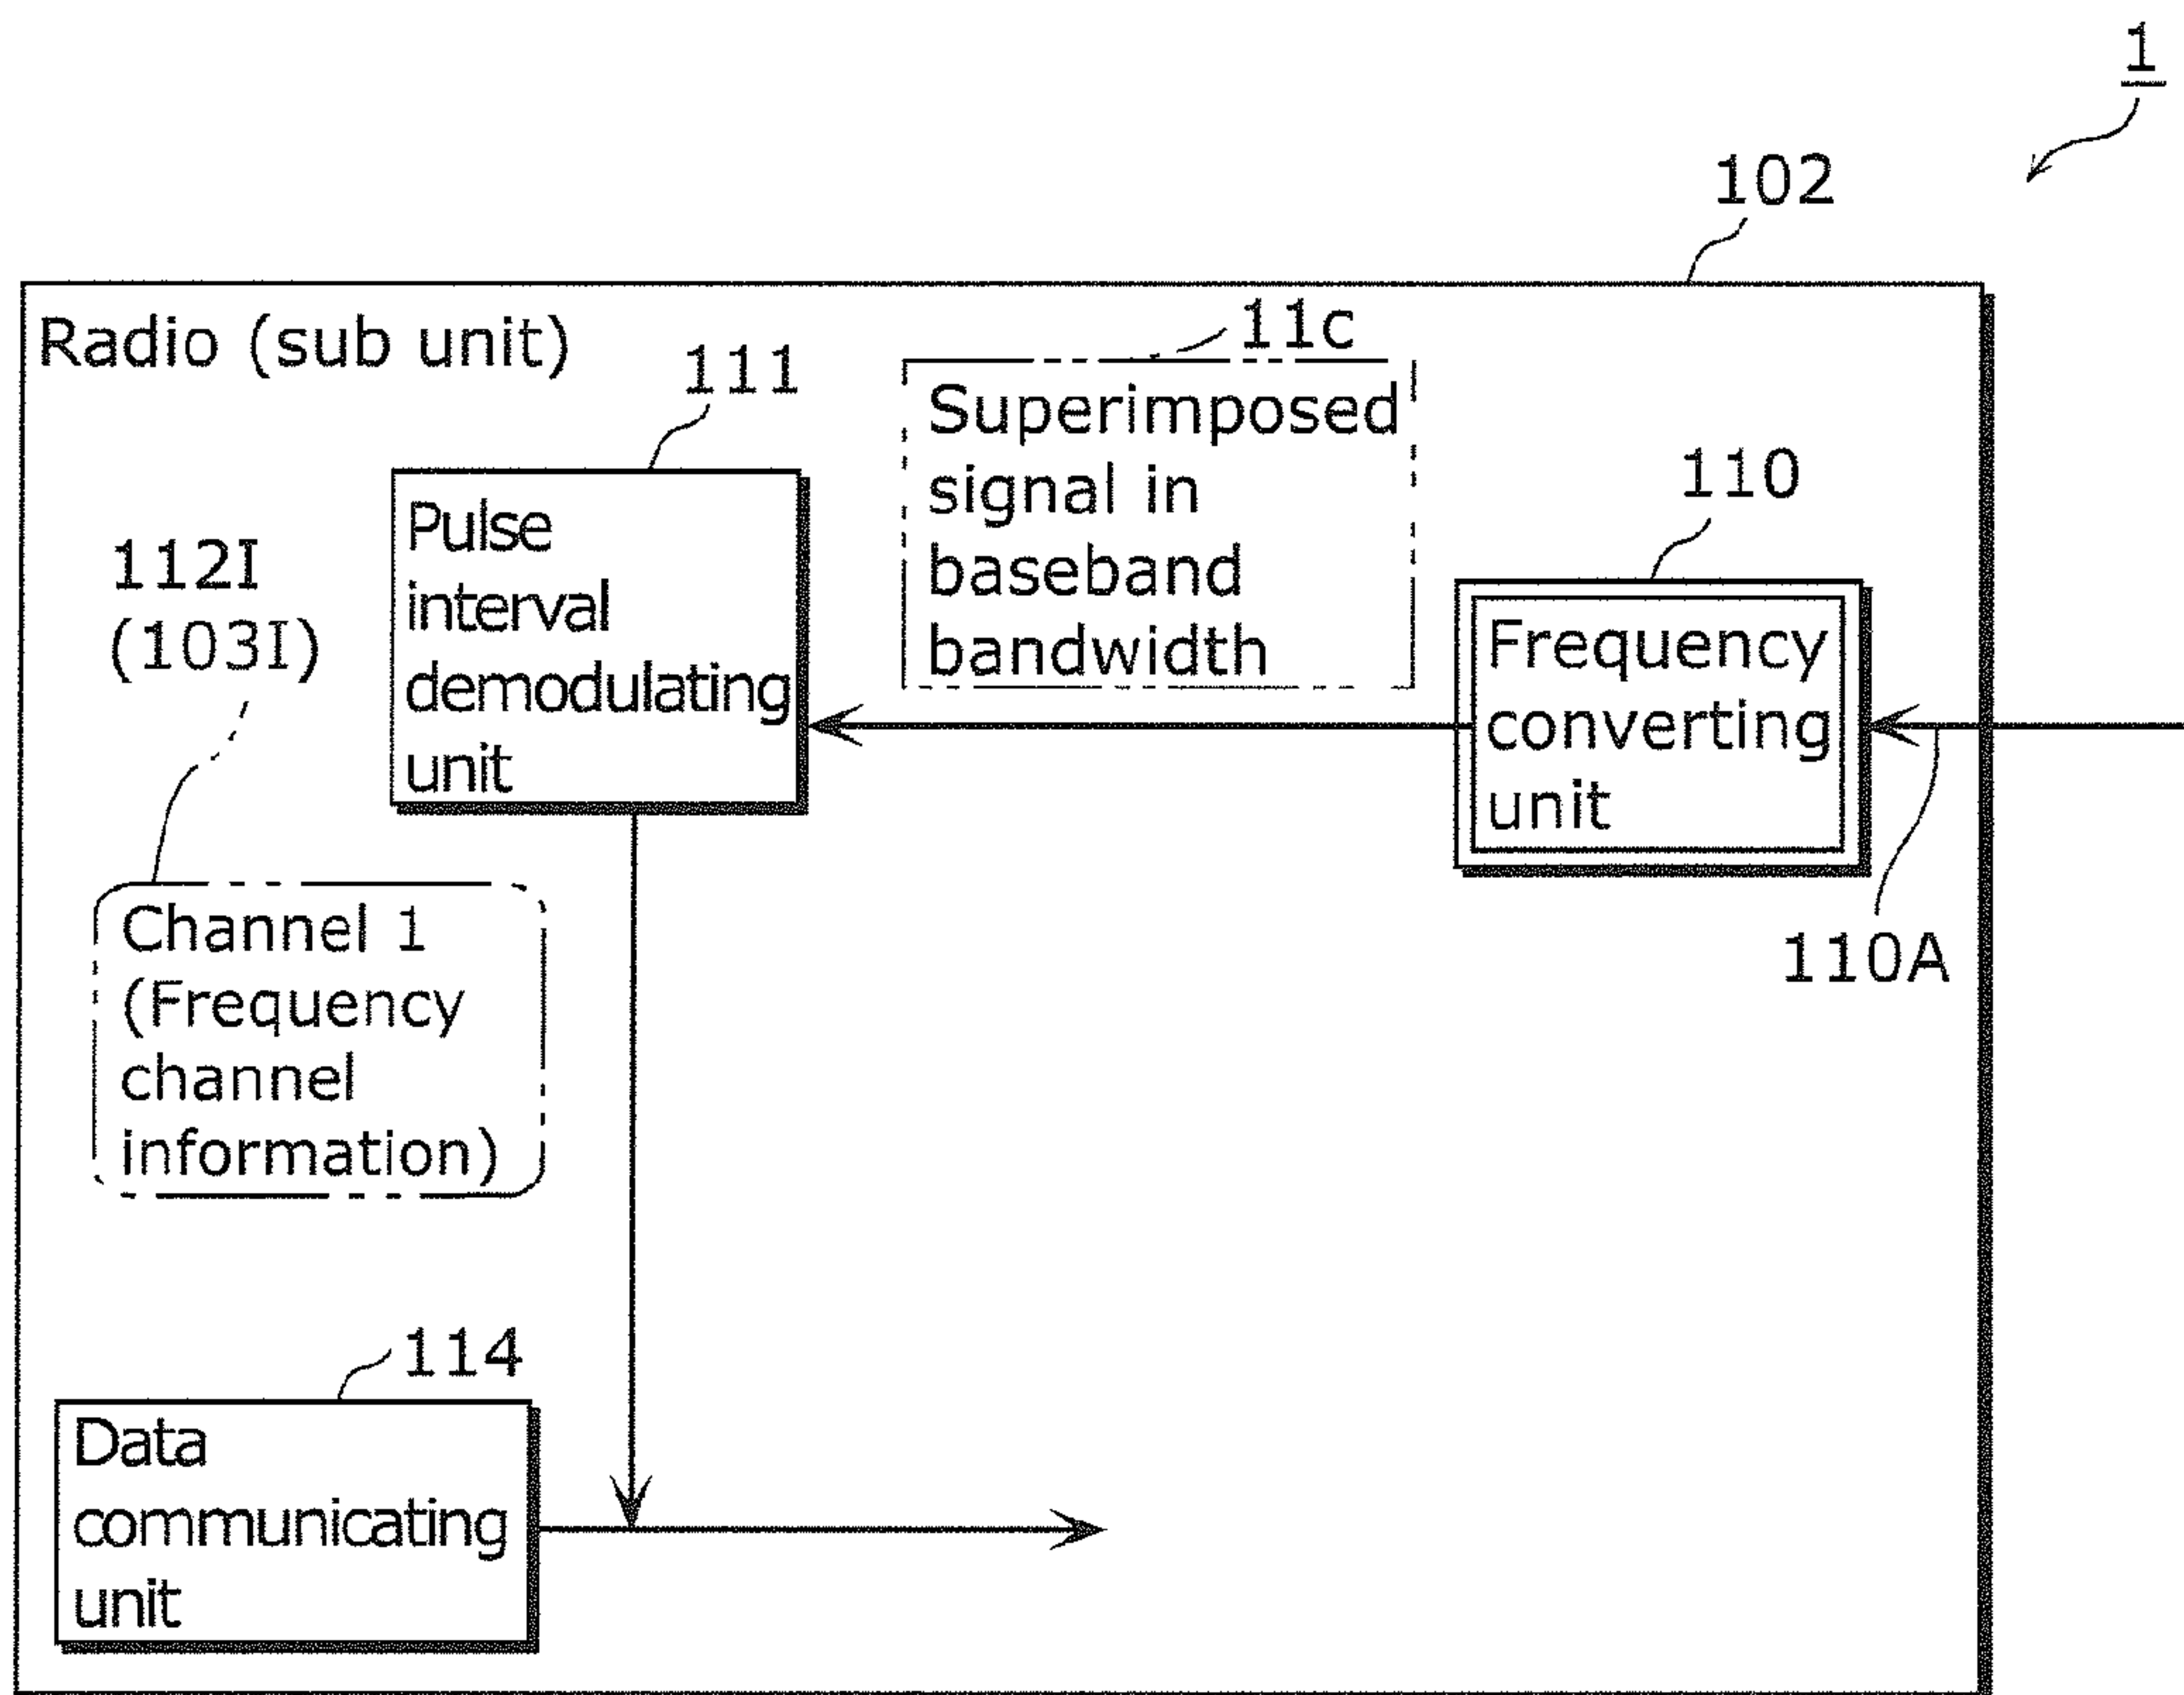 1
102
Radio (sub unit)
11c
111
Superimposed
signal in
baseband
bandwidth
110
Pulse
interval
demodulating
unit
112I
(103I)
Frequency
converting
unit
110A
Channel 1
(Frequency
channel
information)
114
Data
communicating
unit